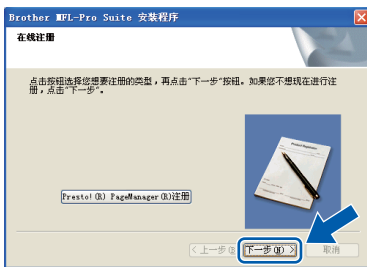 Brother MFL-Pro Suite 安装程序
在线注册
点击按钮选择您想要注册的类型，再点击“下一步”按钮。如果您不想现在进行注
册，点击“下一步”。
Product Registration
Presto!(R) PageManager(R)注册
< 上一步(B)
下一步(N) >
取消